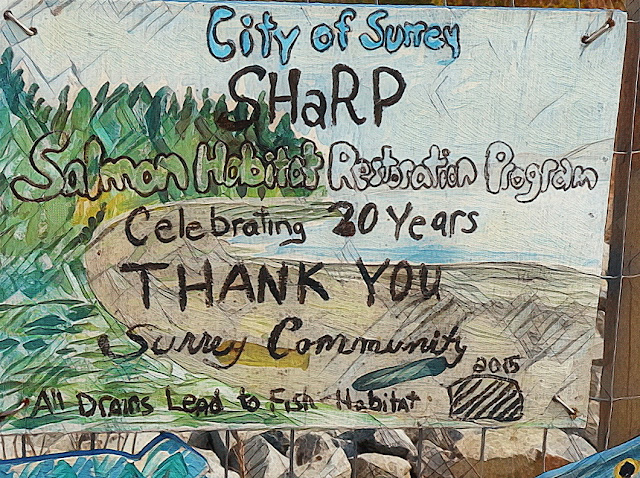 City of Surrey
SHaRP
Salmon Habitat Restoration Program
Celebrating 20 Years
THANK YOU
Surrey Community
2015
All Drains Lead to Fish Habitat